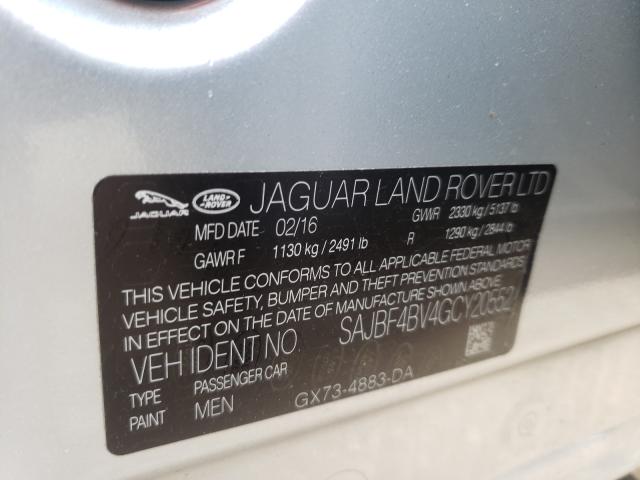 JAGUAR LAND-ROVER JAGUAR LAND ROVER LTD
MFD DATE 02/16 GVWR 2330 kg / 5137 lb
GAWR F 1130 kg / 2491 lb R 1290 kg / 2844 lb
THIS VEHICLE CONFORMS TO ALL APPLICABLE FEDERAL MOTOR
VEHICLE SAFETY, BUMPER AND THEFT PREVENTION STANDARDS
IN EFFECT ON THE DATE OF MANUFACTURE SHOWN ABOVE.
VEH IDENT NO SAJBF4BV4GCY20552
TYPE PASSENGER CAR
PAINT MEN GX73-4883-DA